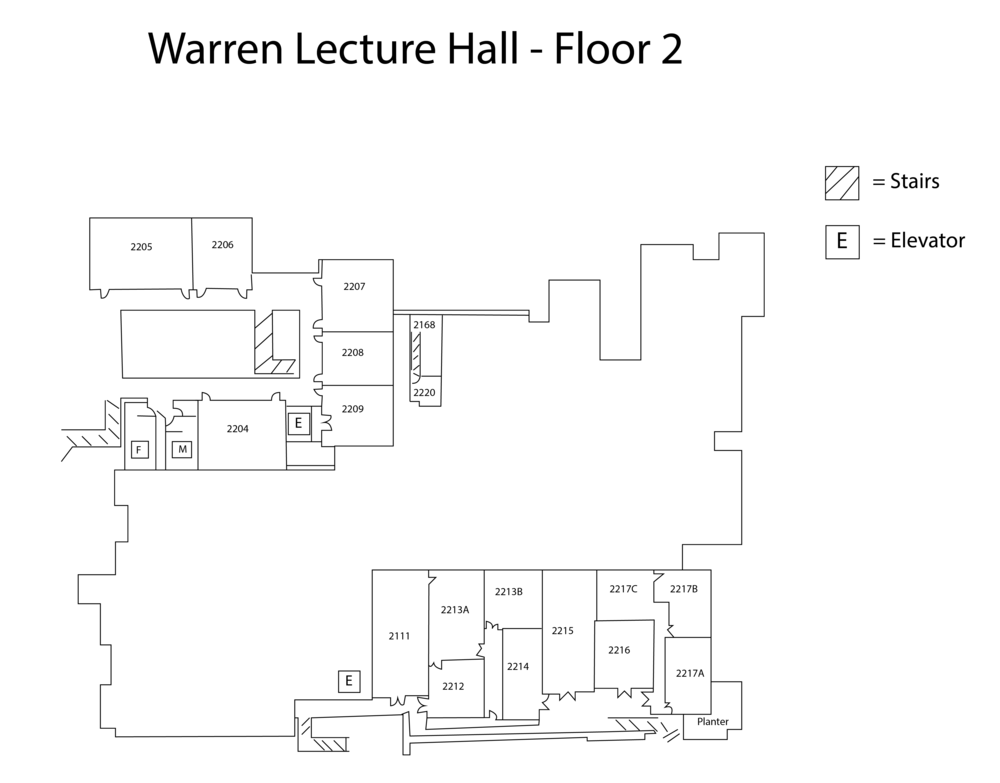 Warren Lecture Hall - Floor 2
= Stairs
E = Elevator
2205
2206
2207
2168
2208
2220
2209
2204
E
F
M
2217C
2217B
2213B
2213A
2215
2111
2216
2214
2217A
E
2212
Planter